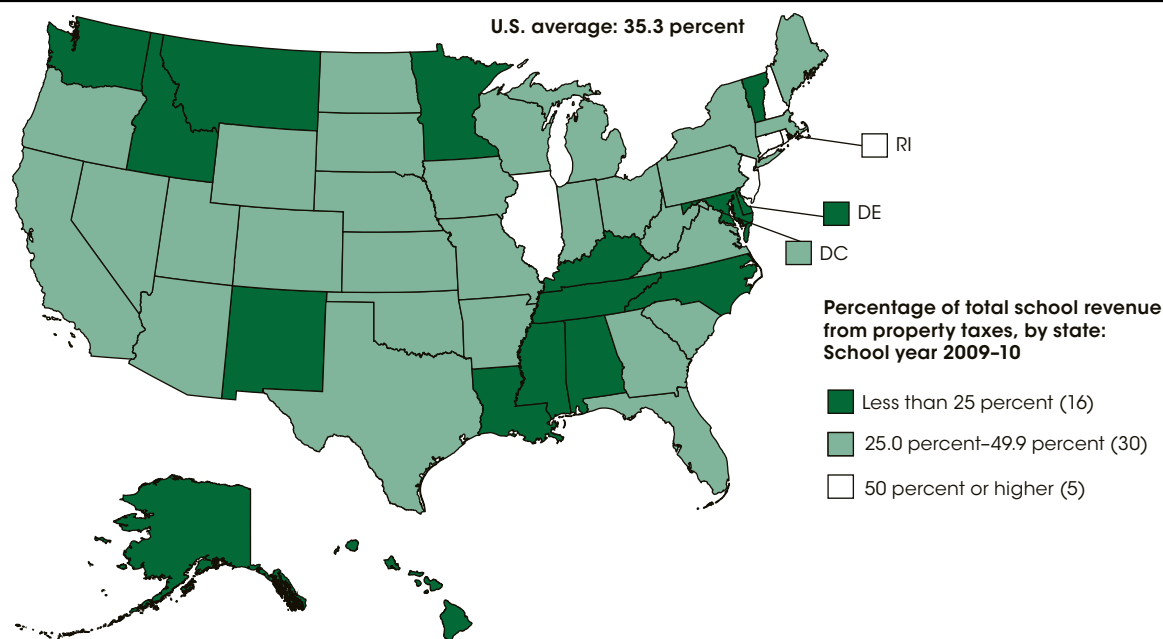 U.S. average: 35.3 percent
RI
DE
DC
Percentage of total school revenue
from property taxes, by state:
School year 2009–10
Less than 25 percent (16)
25.0 percent–49.9 percent (30)
50 percent or higher (5)